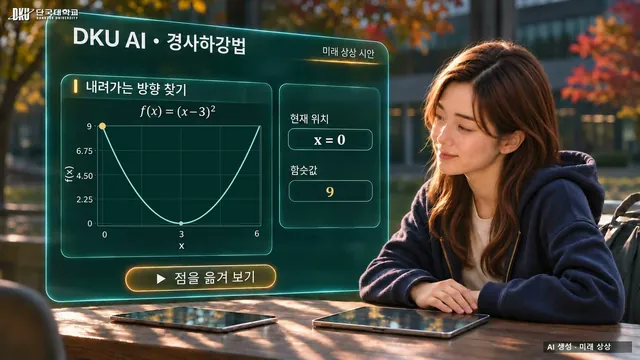 DKU 단국대학교
DANKOOK UNIVERSITY
DKU AI · 경사하강법
미래 상상 시안
내려가는 방향 찾기
f(x) = (x−3)²
9
6.75
4.50
2.25
0
f(x)
0 3 6
x
현재 위치
x = 0
함숫값
9
▶ 점을 옮겨 보기
AI 생성 · 미래 상상